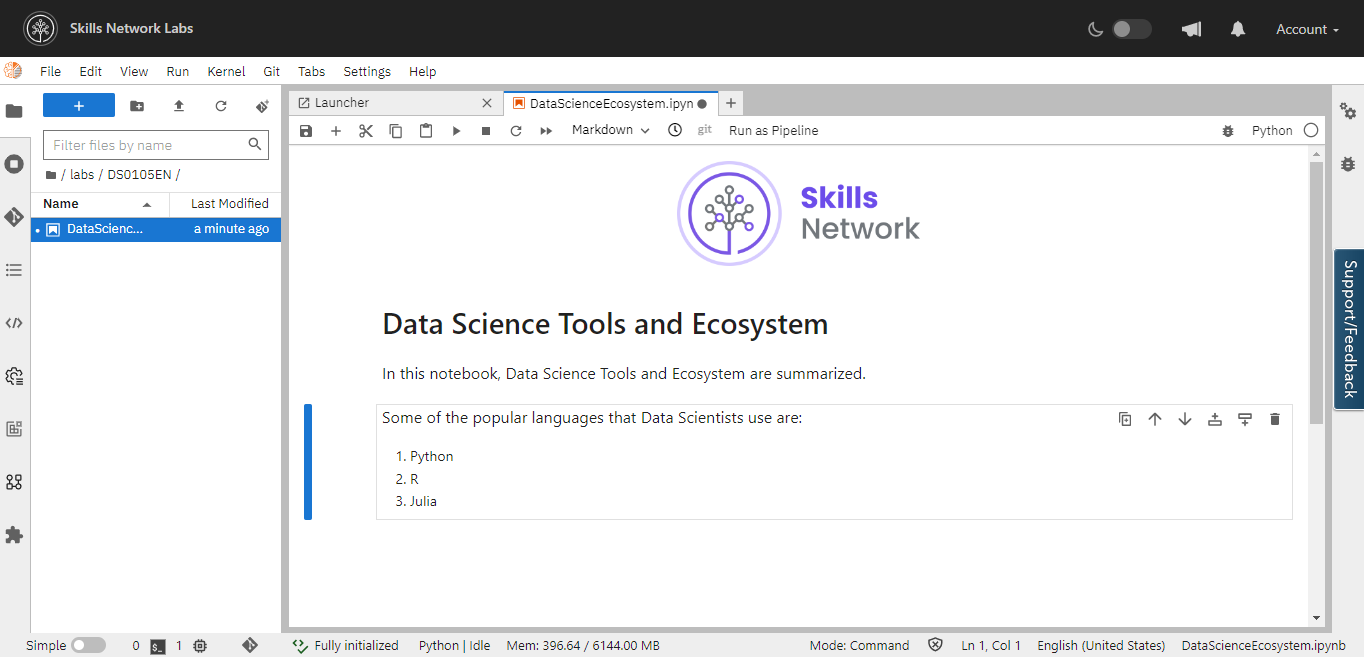 Skills Network Labs
Account
File Edit View Run Kernel Git Tabs Settings Help
Launcher
DataScienceEcosystem.ipyn
Filter files by name
Markdown
git
Run as Pipeline
Python
/ labs / DS0105EN /
Name
Last Modified
DataScienc...
a minute ago
Skills
Network
Data Science Tools and Ecosystem
In this notebook, Data Science Tools and Ecosystem are summarized.
Some of the popular languages that Data Scientists use are:
1. Python
2. R
3. Julia
Support/Feedback
Simple
0
1
Fully initialized
Python | Idle
Mem: 396.64 / 6144.00 MB
Mode: Command
Ln 1, Col 1
English (United States)
DataScienceEcosystem.ipynb